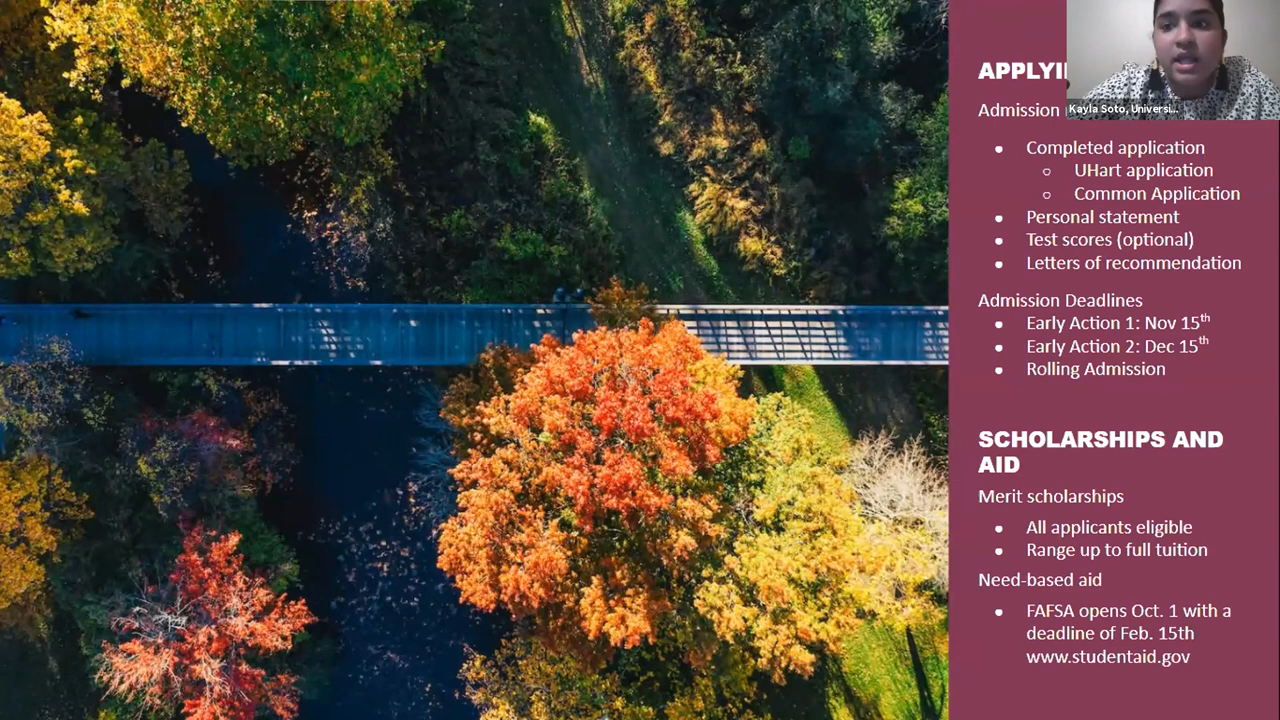 APPLYI
Admission
Kayla Soto, Universi...
• Completed application
○ UHart application
○ Common Application
• Personal statement
• Test scores (optional)
• Letters of recommendation
Admission Deadlines
• Early Action 1: Nov 15th
• Early Action 2: Dec 15th
• Rolling Admission
SCHOLARSHIPS AND
AID
Merit scholarships
• All applicants eligible
• Range up to full tuition
Need-based aid
• FAFSA opens Oct. 1 with a
deadline of Feb. 15th
www.studentaid.gov